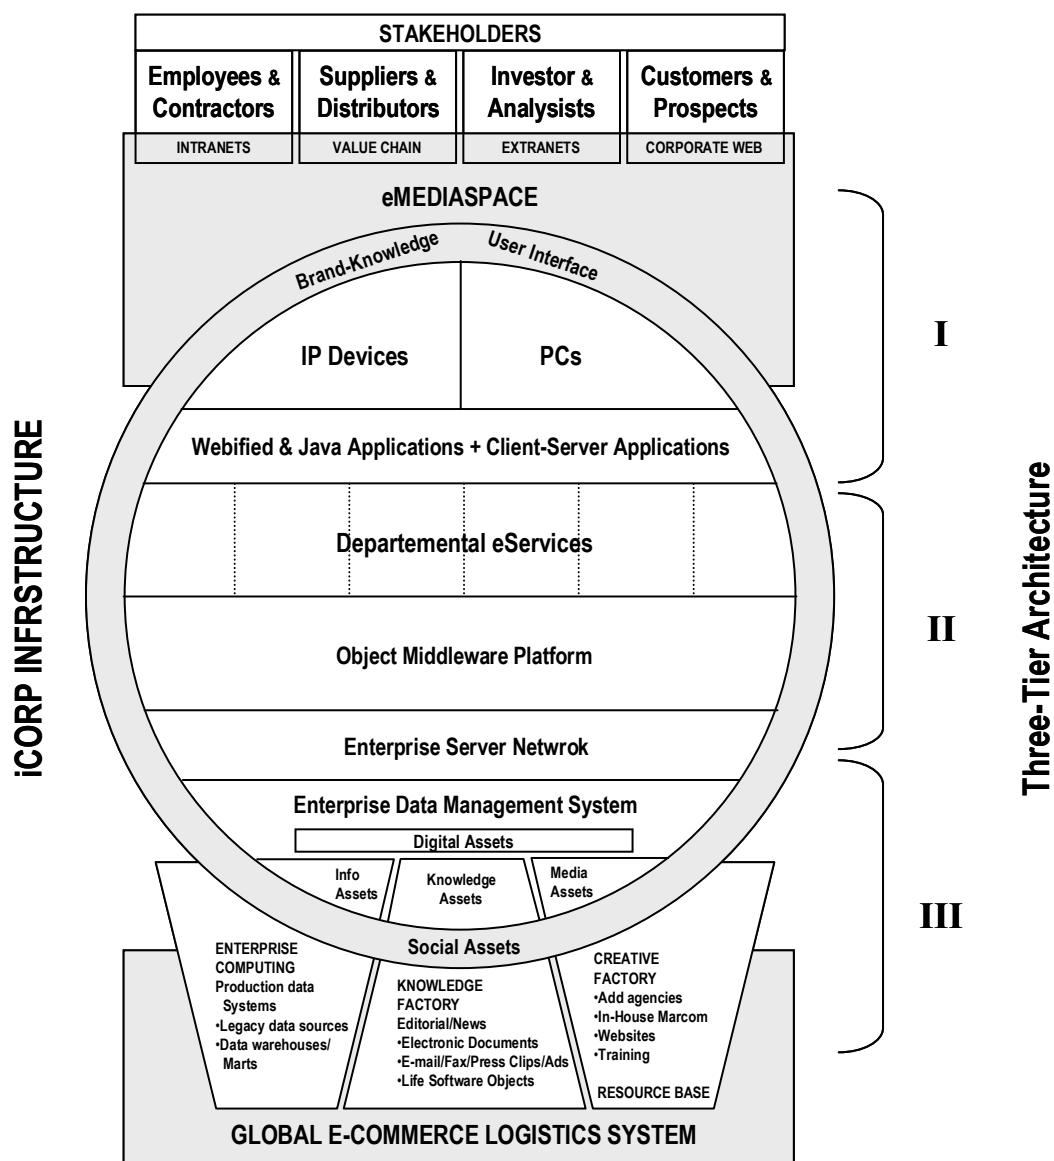 STAKEHOLDERS
Employees & Contractors
Suppliers & Distributors
Investor & Analysists
Customers & Prospects
INTRANETS
VALUE CHAIN
EXTRANETS
CORPORATE WEB
eMEDIASPACE
Brand-Knowledge
User Interface
IP Devices
PCs
Webified & Java Applications + Client-Server Applications
Departemental eServices
Object Middleware Platform
Enterprise Server Netwrok
Enterprise Data Management System
Digital Assets
Info
Assets
Knowledge
Assets
Media
Assets
Social Assets
ENTERPRISE
COMPUTING
Production data
Systems
•Legacy data sources
•Data warehouses/
Marts
KNOWLEDGE
FACTORY
Editorial/News
•Electronic Documents
•E-mail/Fax/Press Clips/Ads
•Life Software Objects
CREATIVE
FACTORY
•Add agencies
•In-House Marcom
•Websites
•Training
RESOURCE BASE
GLOBAL E-COMMERCE LOGISTICS SYSTEM
iCORP INFRSTRUCTURE
I
II
III
Three-Tier Architecture